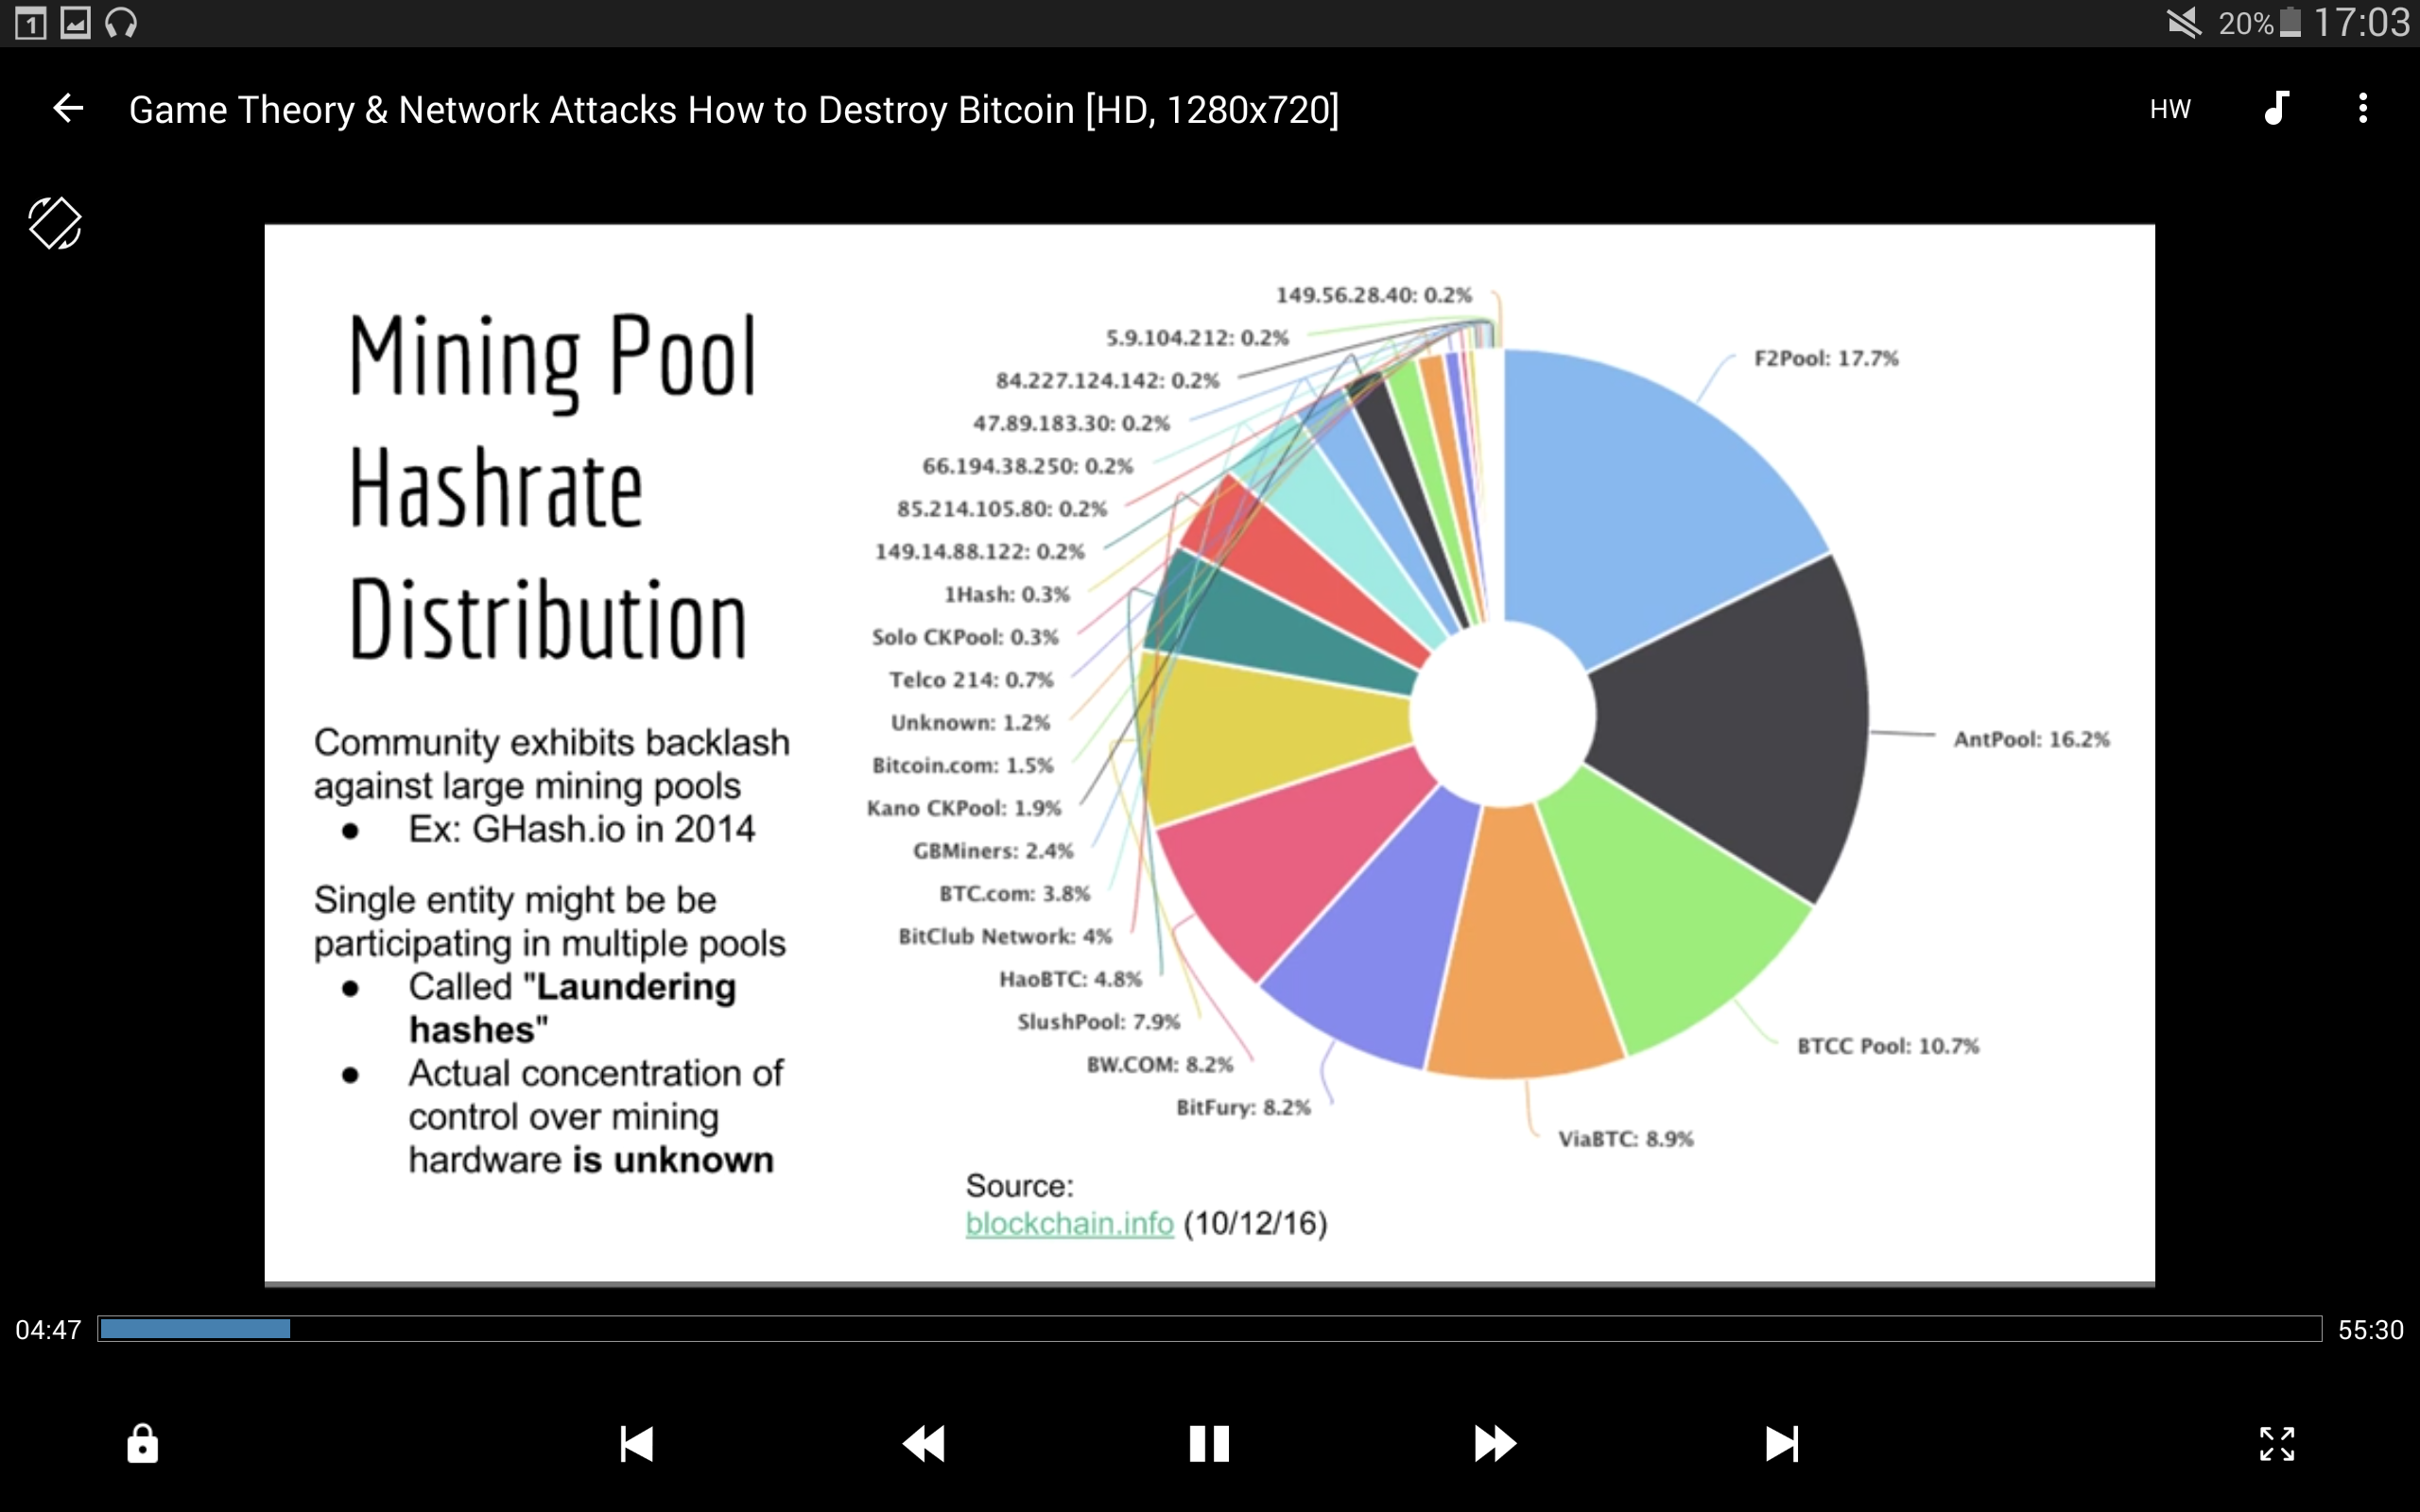 1
20% 17:03
Game Theory & Network Attacks How to Destroy Bitcoin [HD, 1280x720]
HW
Mining Pool
Hashrate
Distribution
Community exhibits backlash
against large mining pools
● Ex: GHash.io in 2014
Single entity might be be
participating in multiple pools
● Called "Laundering
hashes"
● Actual concentration of
control over mining
hardware is unknown
149.56.28.40: 0.2%
5.9.104.212: 0.2%
84.227.124.142: 0.2%
47.89.183.30: 0.2%
66.194.38.250: 0.2%
85.214.105.80: 0.2%
149.14.88.122: 0.2%
1Hash: 0.3%
Solo CKPool: 0.3%
Telco 214: 0.7%
Unknown: 1.2%
Bitcoin.com: 1.5%
Kano CKPool: 1.9%
GBMiners: 2.4%
BTC.com: 3.8%
BitClub Network: 4%
HaoBTC: 4.8%
SlushPool: 7.9%
BW.COM: 8.2%
BitFury: 8.2%
ViaBTC: 8.9%
BTCC Pool: 10.7%
AntPool: 16.2%
F2Pool: 17.7%
Source:
blockchain.info (10/12/16)
04:47
55:30